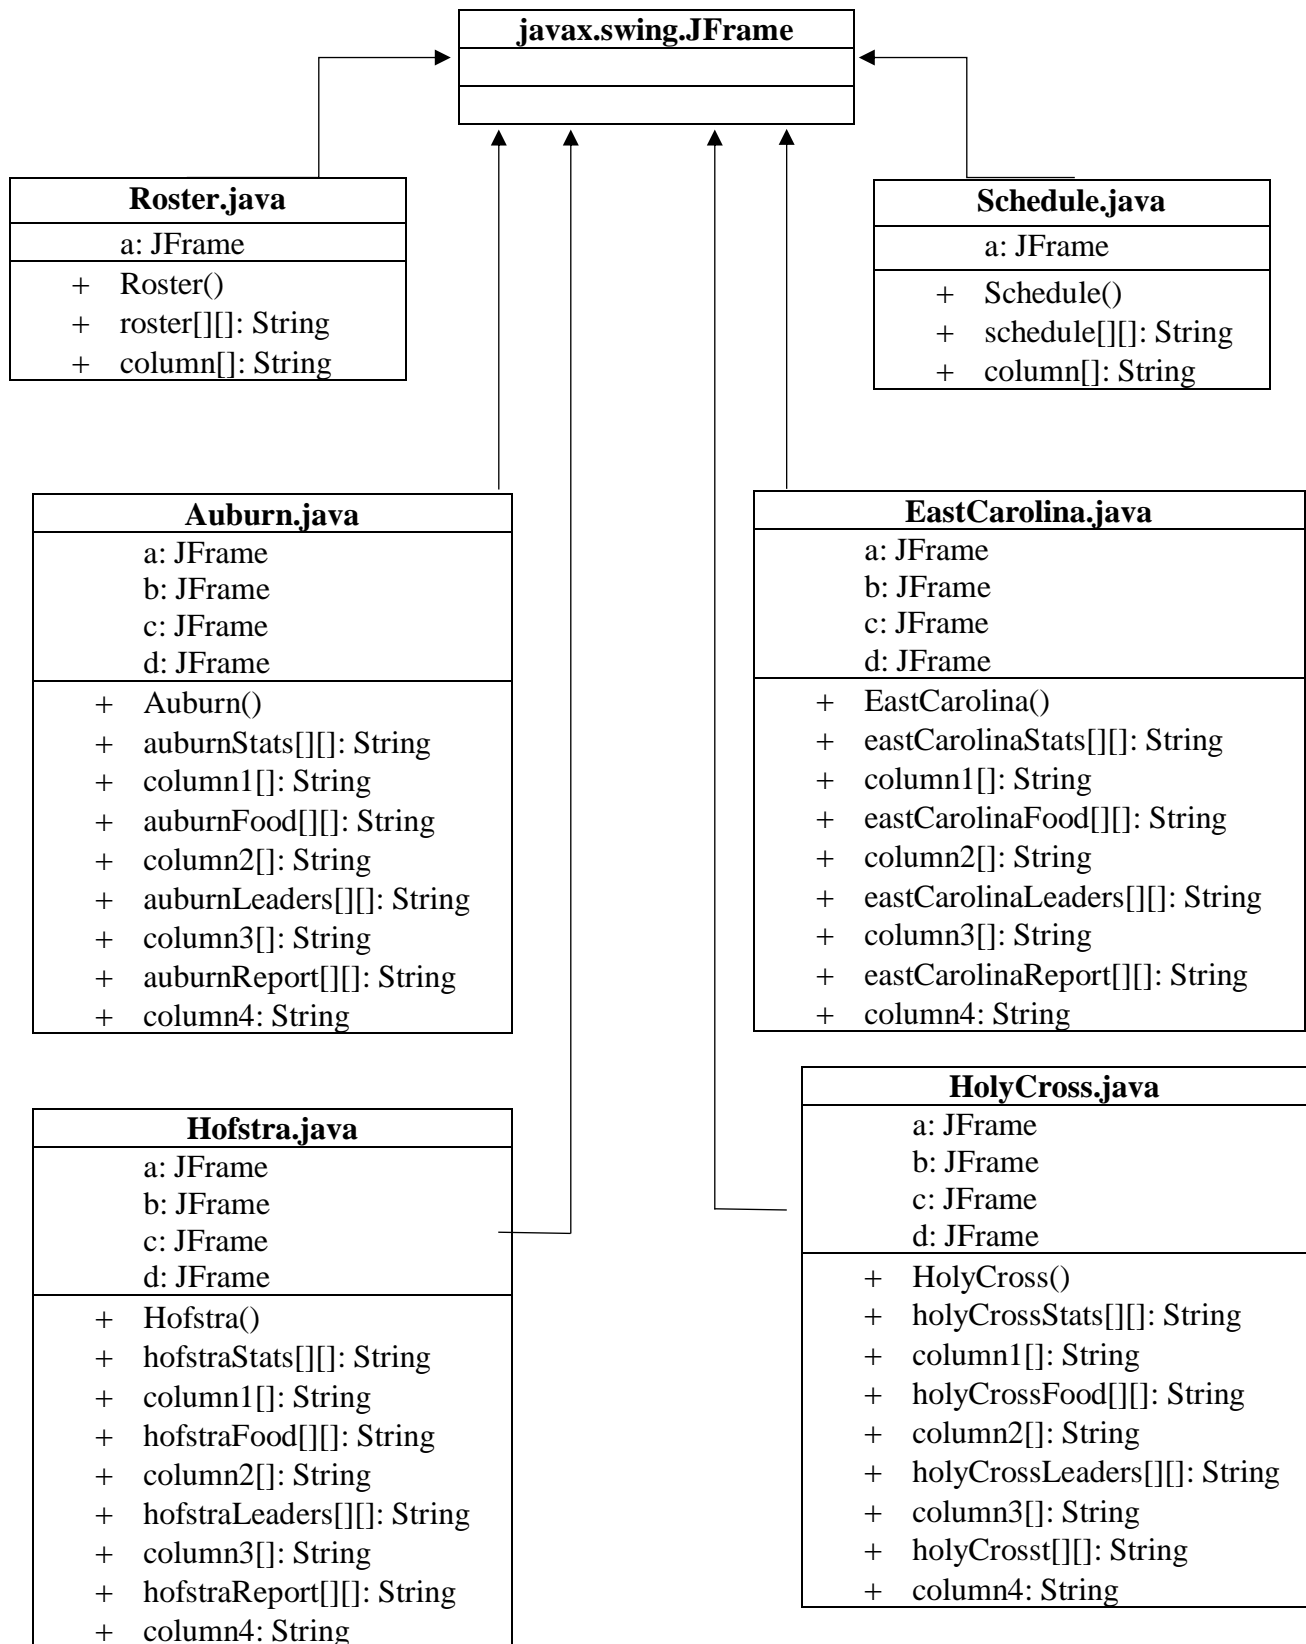 javax.swing.JFrame
Roster.java
a: JFrame
+ Roster()
+ roster[][]: String
+ column[]: String
Schedule.java
a: JFrame
+ Schedule()
+ schedule[][]: String
+ column[]: String
Auburn.java
a: JFrame
b: JFrame
c: JFrame
d: JFrame
+ Auburn()
+ auburnStats[][]: String
+ column1[]: String
+ auburnFood[][]: String
+ column2[]: String
+ auburnLeaders[][]: String
+ column3[]: String
+ auburnReport[][]: String
+ column4: String
EastCarolina.java
a: JFrame
b: JFrame
c: JFrame
d: JFrame
+ EastCarolina()
+ eastCarolinaStats[][]: String
+ column1[]: String
+ eastCarolinaFood[][]: String
+ column2[]: String
+ eastCarolinaLeaders[][]: String
+ column3[]: String
+ eastCarolinaReport[][]: String
+ column4: String
Hofstra.java
a: JFrame
b: JFrame
c: JFrame
d: JFrame
+ Hofstra()
+ hofstraStats[][]: String
+ column1[]: String
+ hofstraFood[][]: String
+ column2[]: String
+ hofstraLeaders[][]: String
+ column3[]: String
+ hofstraReport[][]: String
+ column4: String
HolyCross.java
a: JFrame
b: JFrame
c: JFrame
d: JFrame
+ HolyCross()
+ holyCrossStats[][]: String
+ column1[]: String
+ holyCrossFood[][]: String
+ column2[]: String
+ holyCrossLeaders[][]: String
+ column3[]: String
+ holyCrosst[][]: String
+ column4: String